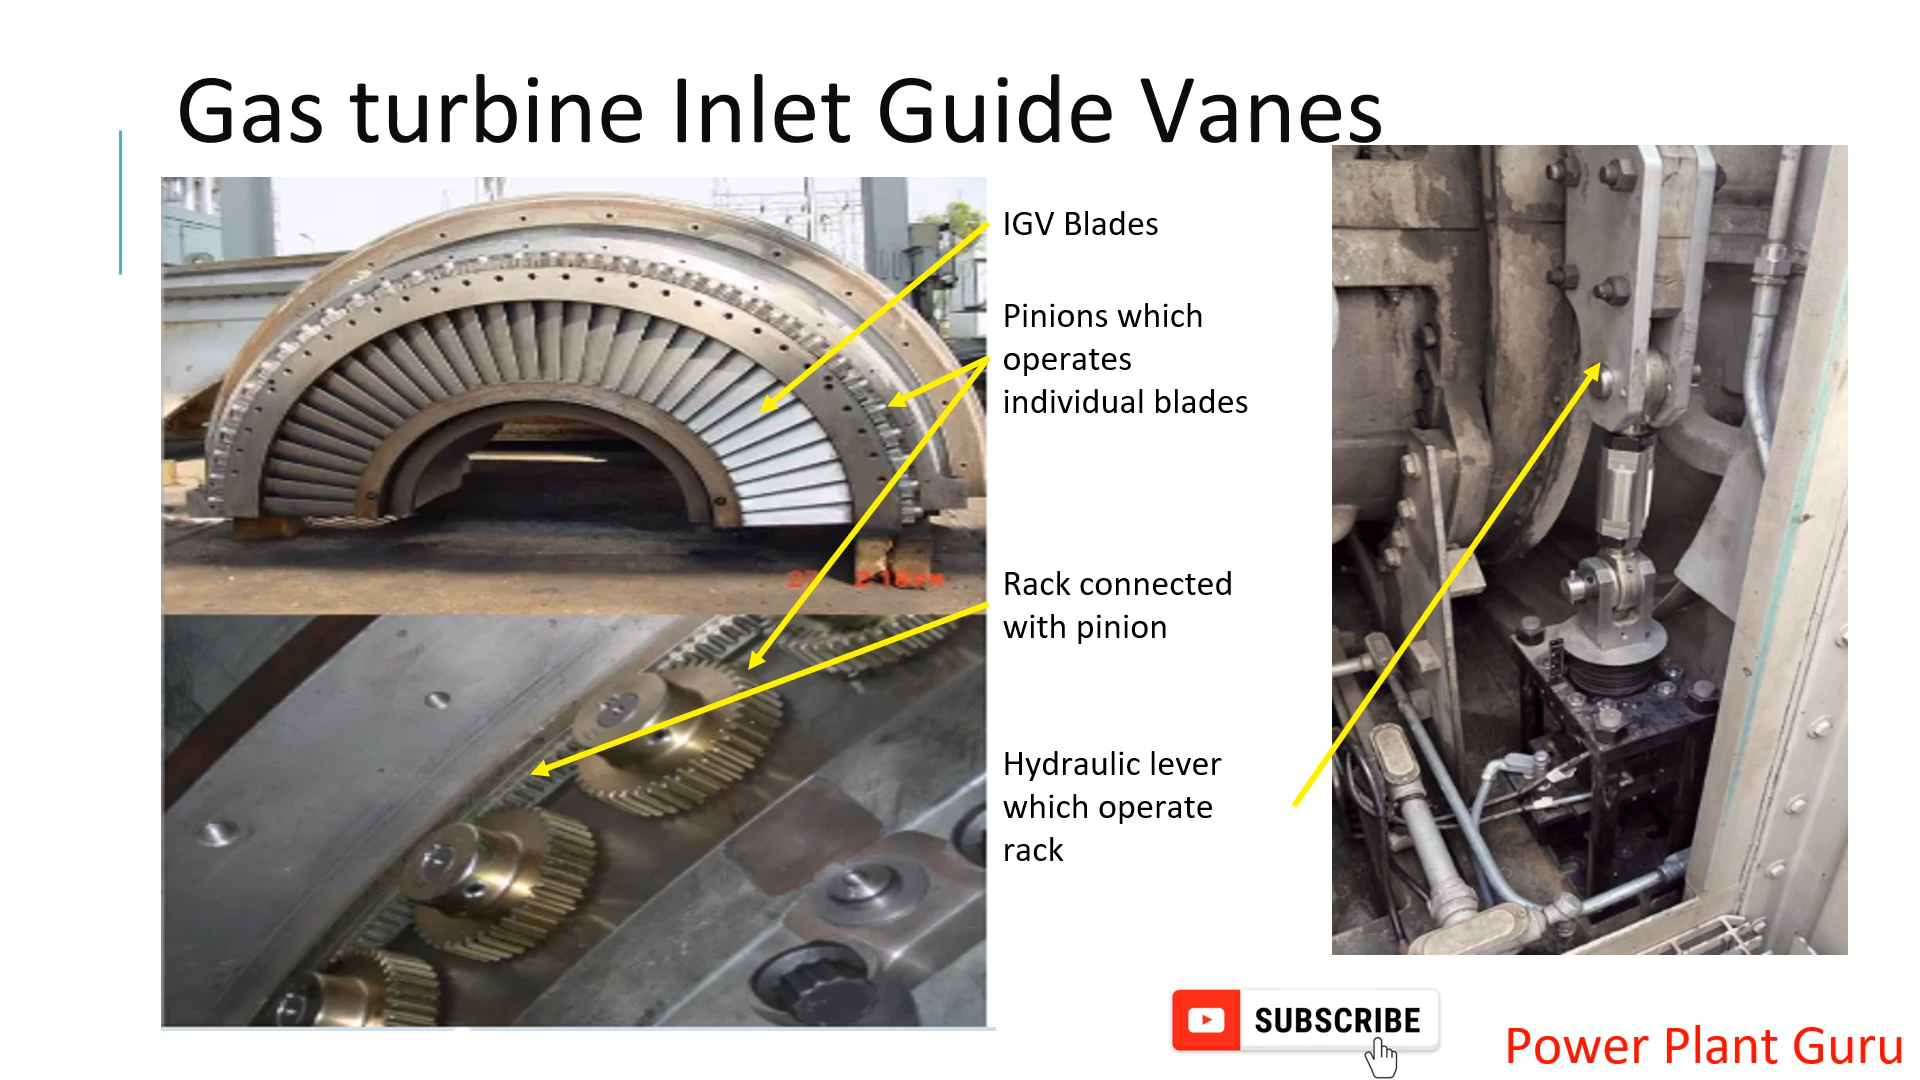 Gas turbine Inlet Guide Vanes
IGV Blades
Pinions which
operates
individual blades
Rack connected
with pinion
Hydraulic lever
which operate
rack
SUBSCRIBE
Power Plant Guru